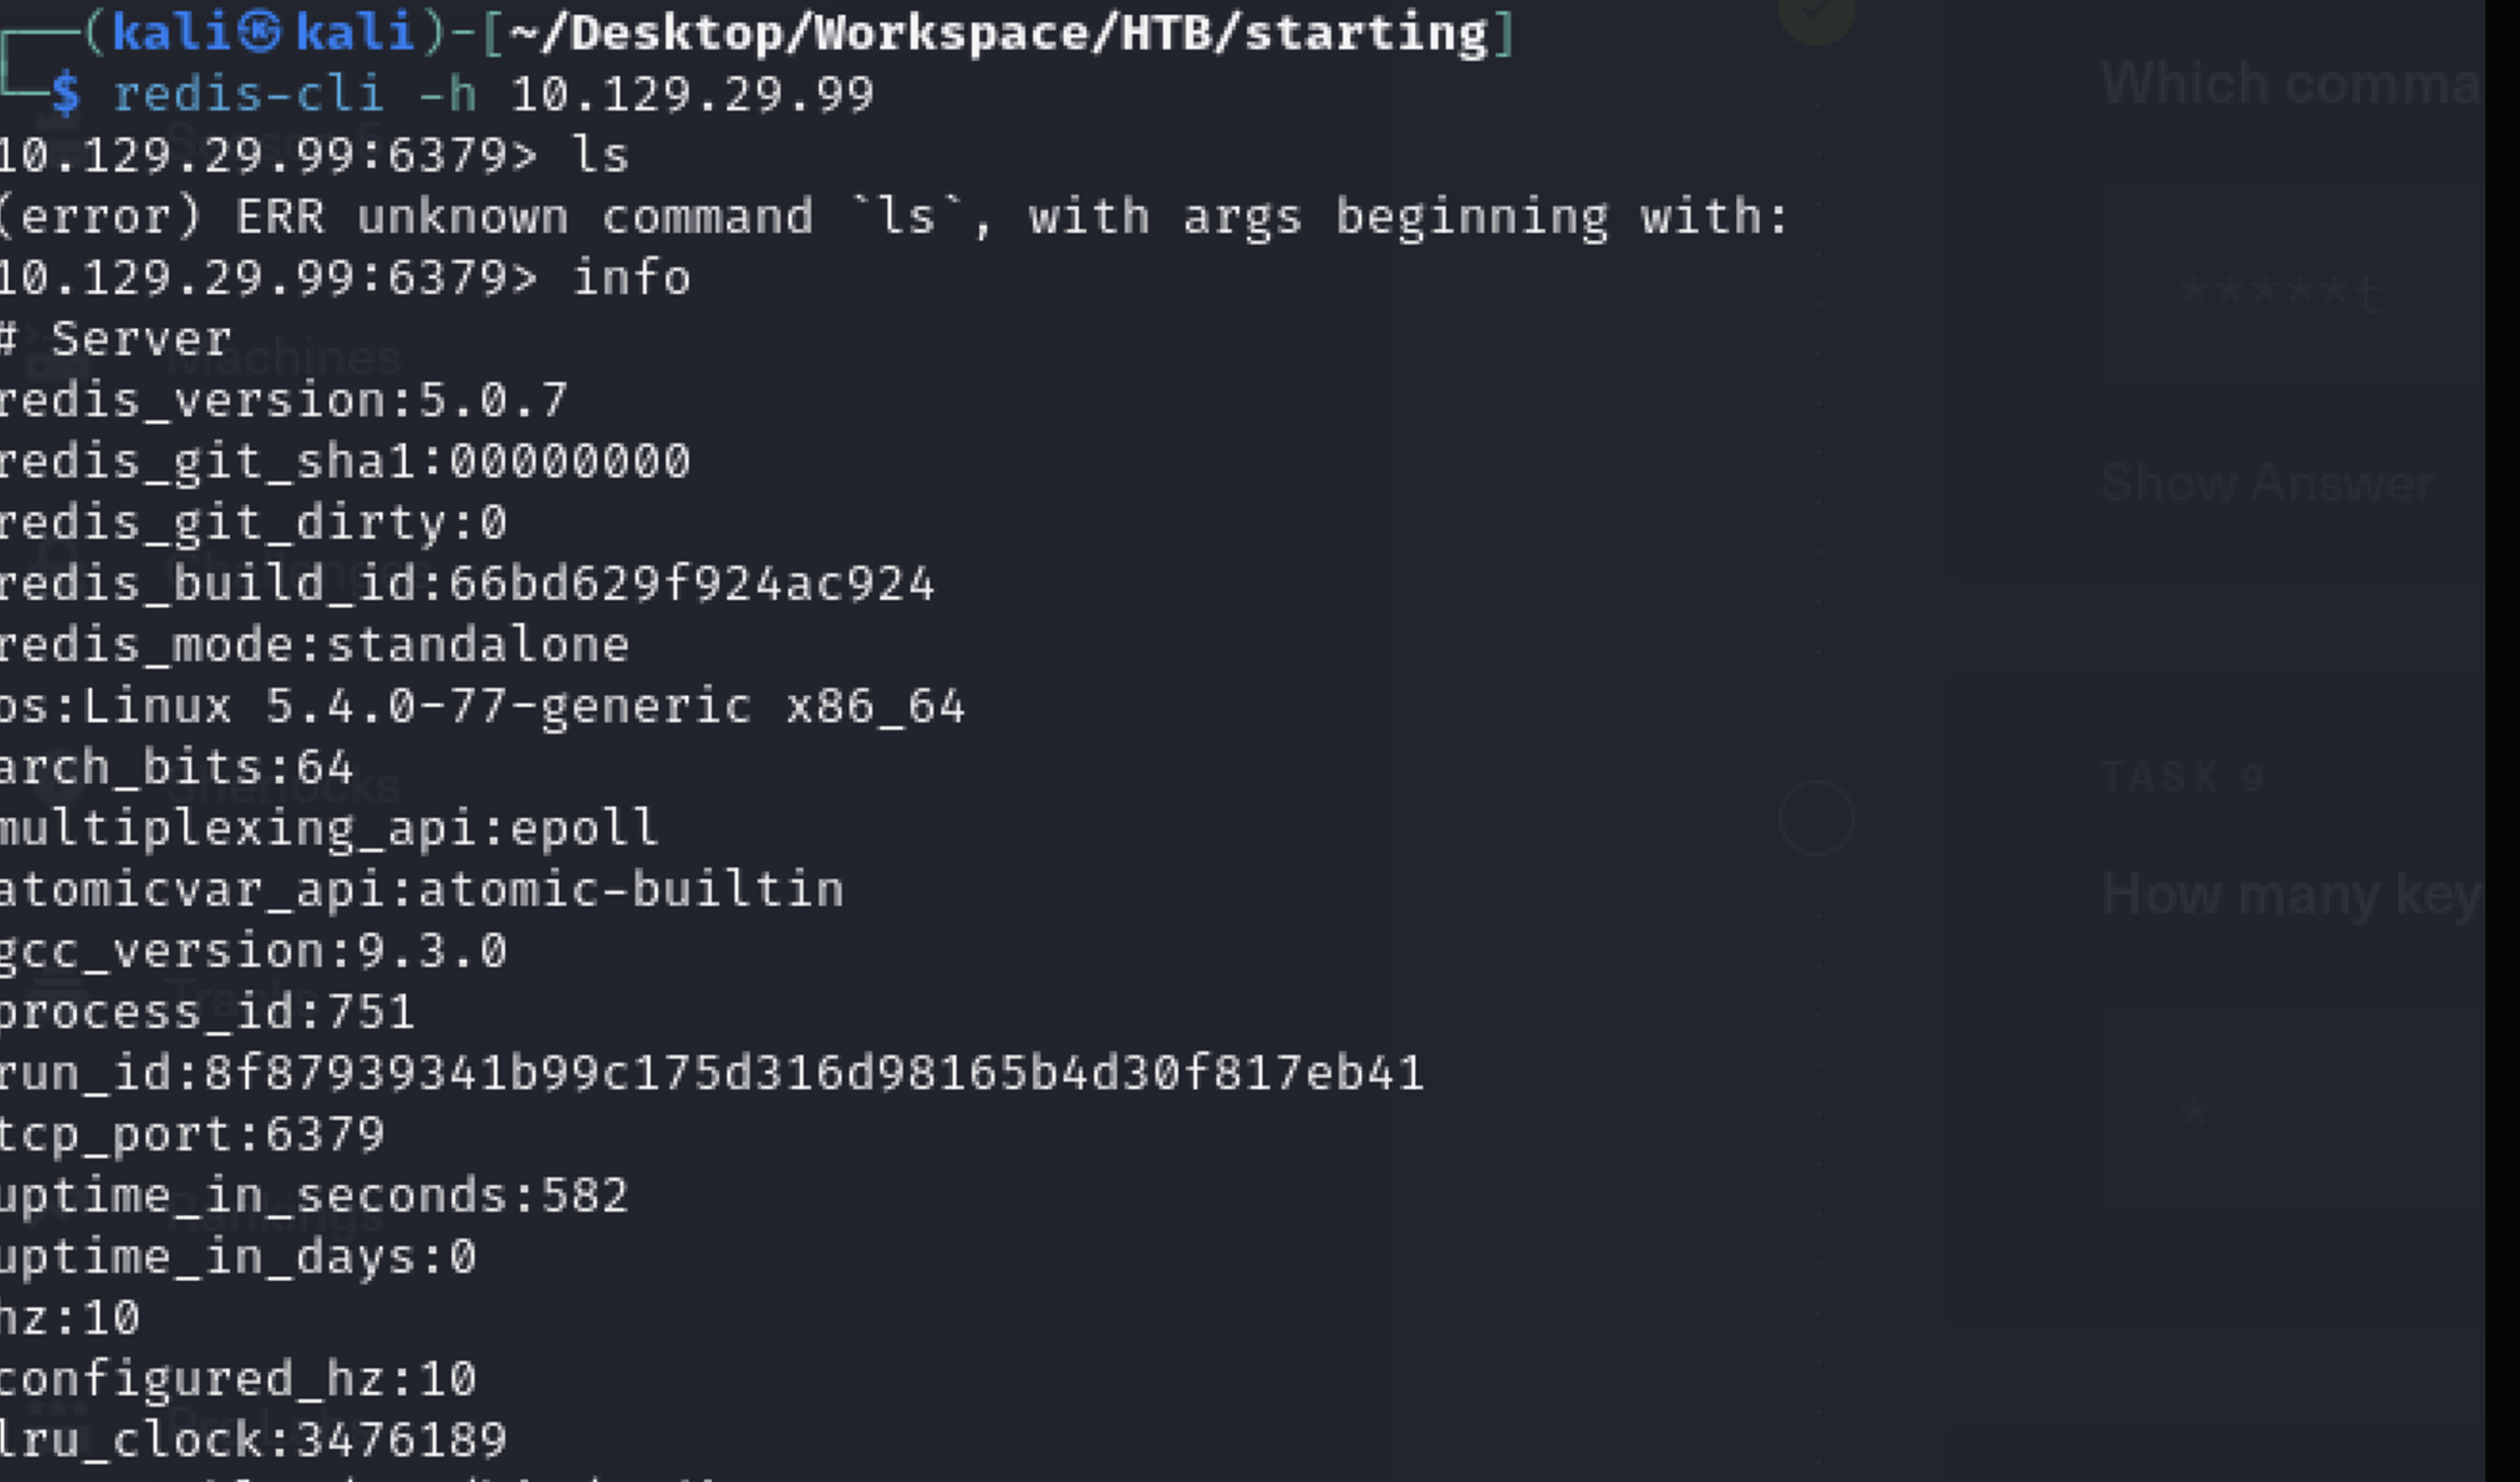 ┌──(kali㉿kali)-[~/Desktop/Workspace/HTB/starting]
└─$ redis-cli -h 10.129.29.99
10.129.29.99:6379> ls
(error) ERR unknown command `ls`, with args beginning with:
10.129.29.99:6379> info
# Server
redis_version:5.0.7
redis_git_sha1:00000000
redis_git_dirty:0
redis_build_id:66bd629f924ac924
redis_mode:standalone
os:Linux 5.4.0-77-generic x86_64
arch_bits:64
multiplexing_api:epoll
atomicvar_api:atomic-builtin
gcc_version:9.3.0
process_id:751
run_id:8f87939341b99c175d316d98165b4d30f817eb41
tcp_port:6379
uptime_in_seconds:582
uptime_in_days:0
hz:10
configured_hz:10
lru_clock:3476189
Which comma
*****t
Show Answer
TASK 9
How many key
*
Machines
Sherlocks
Tracks
Rankings